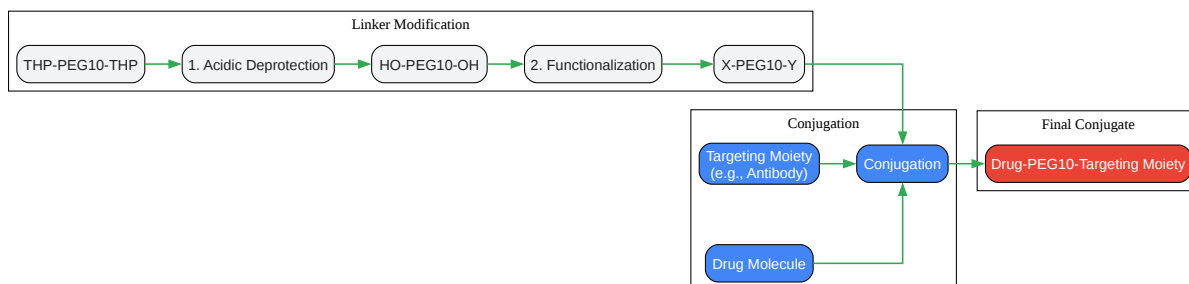 Linker Modification
THP-PEG10-THP
1. Acidic Deprotection
HO-PEG10-OH
2. Functionalization
X-PEG10-Y
Conjugation
Targeting Moiety
(e.g., Antibody)
Conjugation
Drug Molecule
Final Conjugate
Drug-PEG10-Targeting Moiety